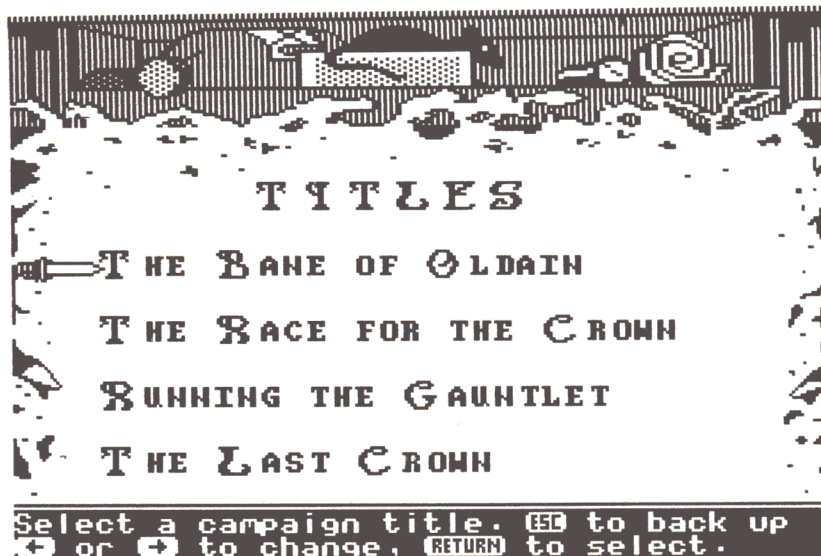 TITLES
THE BANE OF OLDAIN
THE RACE FOR THE CROWN
RUNNING THE GAUNTLET
THE LAST CROWN
Select a campaign title. ESC to back up
← or → to change, RETURN to select.